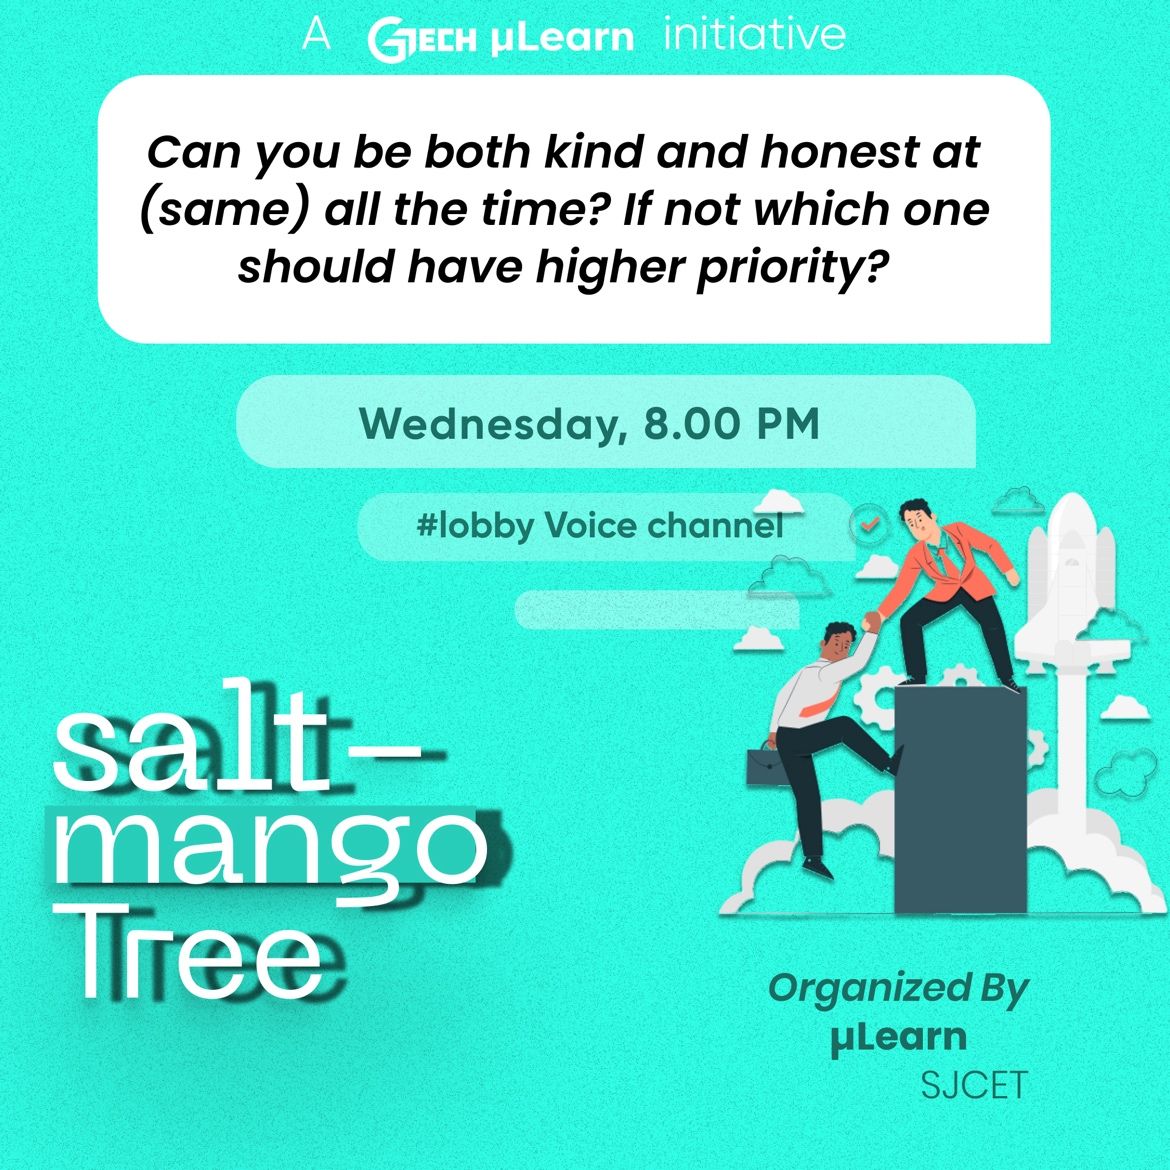 A GTECH µLearn initiative
Can you be both kind and honest at
(same) all the time? If not which one
should have higher priority?
Wednesday, 8.00 PM
#lobby Voice channel
salt-
mango
Tree
Organized By
µLearn
SJCET